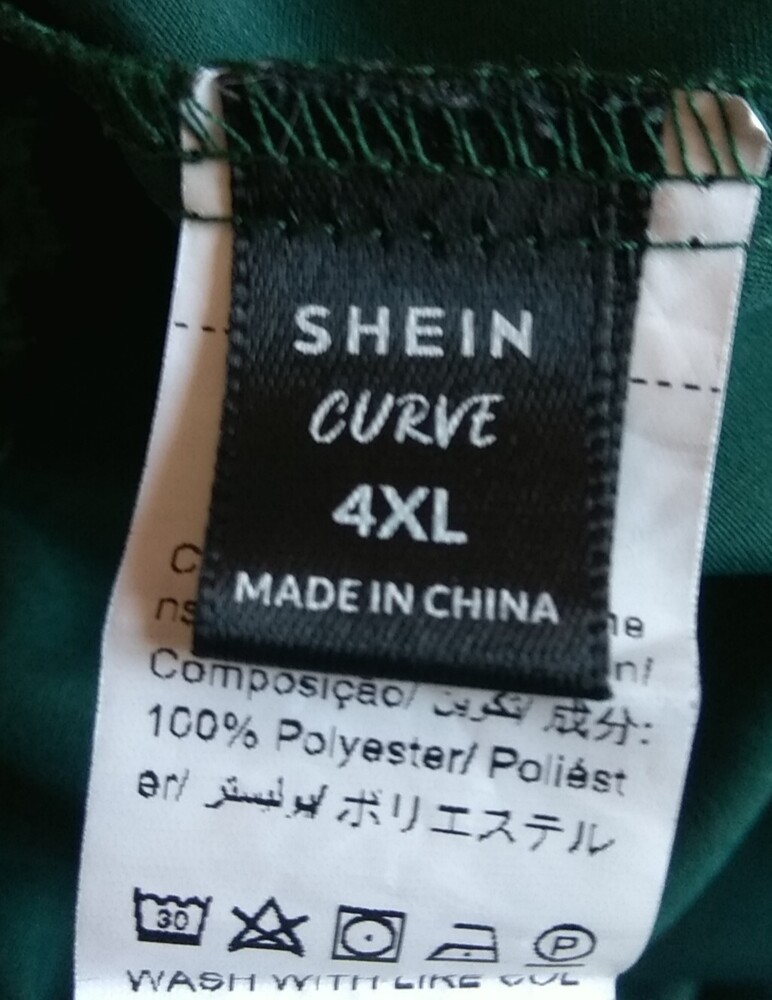 SHEIN
CURVE
4XL
MADE IN CHINA
Composição/ تكوين/ 成分:
100% Polyester/ Poliést
er/ بوليستر/ ポリエステル
30
P
WASH WITH LIKE COL